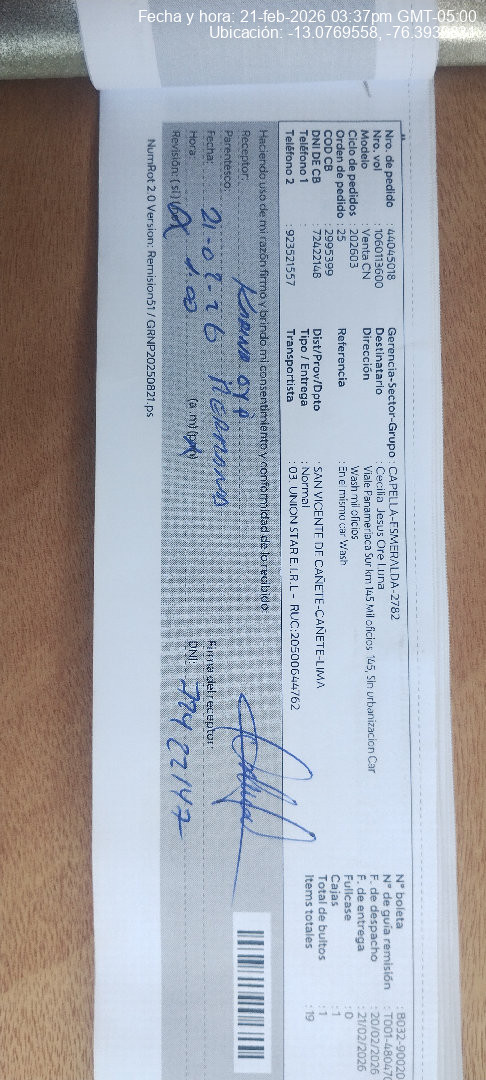 Fecha y hora: 21-feb-2026 03:37pm GMT-05:00
Ubicación: -13.0769558, -76.393
Nro. de pedido : 44045018
Nro. vol : 1060113600
Modelo : Venta CN
Ciclo de pedidos : 202603
Orden de pedido : 25
COD CB : 2995399
DNI DE CB : 72422148
Teléfono 1 :
Teléfono 2 : 923521557
Gerencia-Sector-Grupo : CAPELLA-ESMERALDA-2782
Destinatario : Cecilia Jesus Ore Luna
Dirección : Viale Panamerica Sur km 145 Mil oficios 145, Sin urbanizacion Car
Wash mil oficios
Referencia : En el mismo car Wash
Dist/Prov/Dpto : SAN VICENTE DE CAÑETE-CAÑETE-LIMA
Tipo / Entrega : Normal
Transportista : 03. UNION STAR E.I.R.L - RUC:20500644762
N° boleta : B032-90020
N° de guía remisión : T001-48047
F. de despacho : 20/02/2026
F. de entrega : 21/02/2026
Fullcase : 0
Cajas : 1
Total de bultos : 1
Items totales : 19
Haciendo uso de mi razón firmo y brindo mi consentimiento y conformidad de lo recibido:
Receptor: Karina
Parentesco: Hermana
Fecha: 21-02-26
Hora: 1:00 (a.m)
Revisión: (si)
Firma del receptor:
DNI: 72422147
NumRot 2.0 Version: Remision51 / GRNP20250821.ps